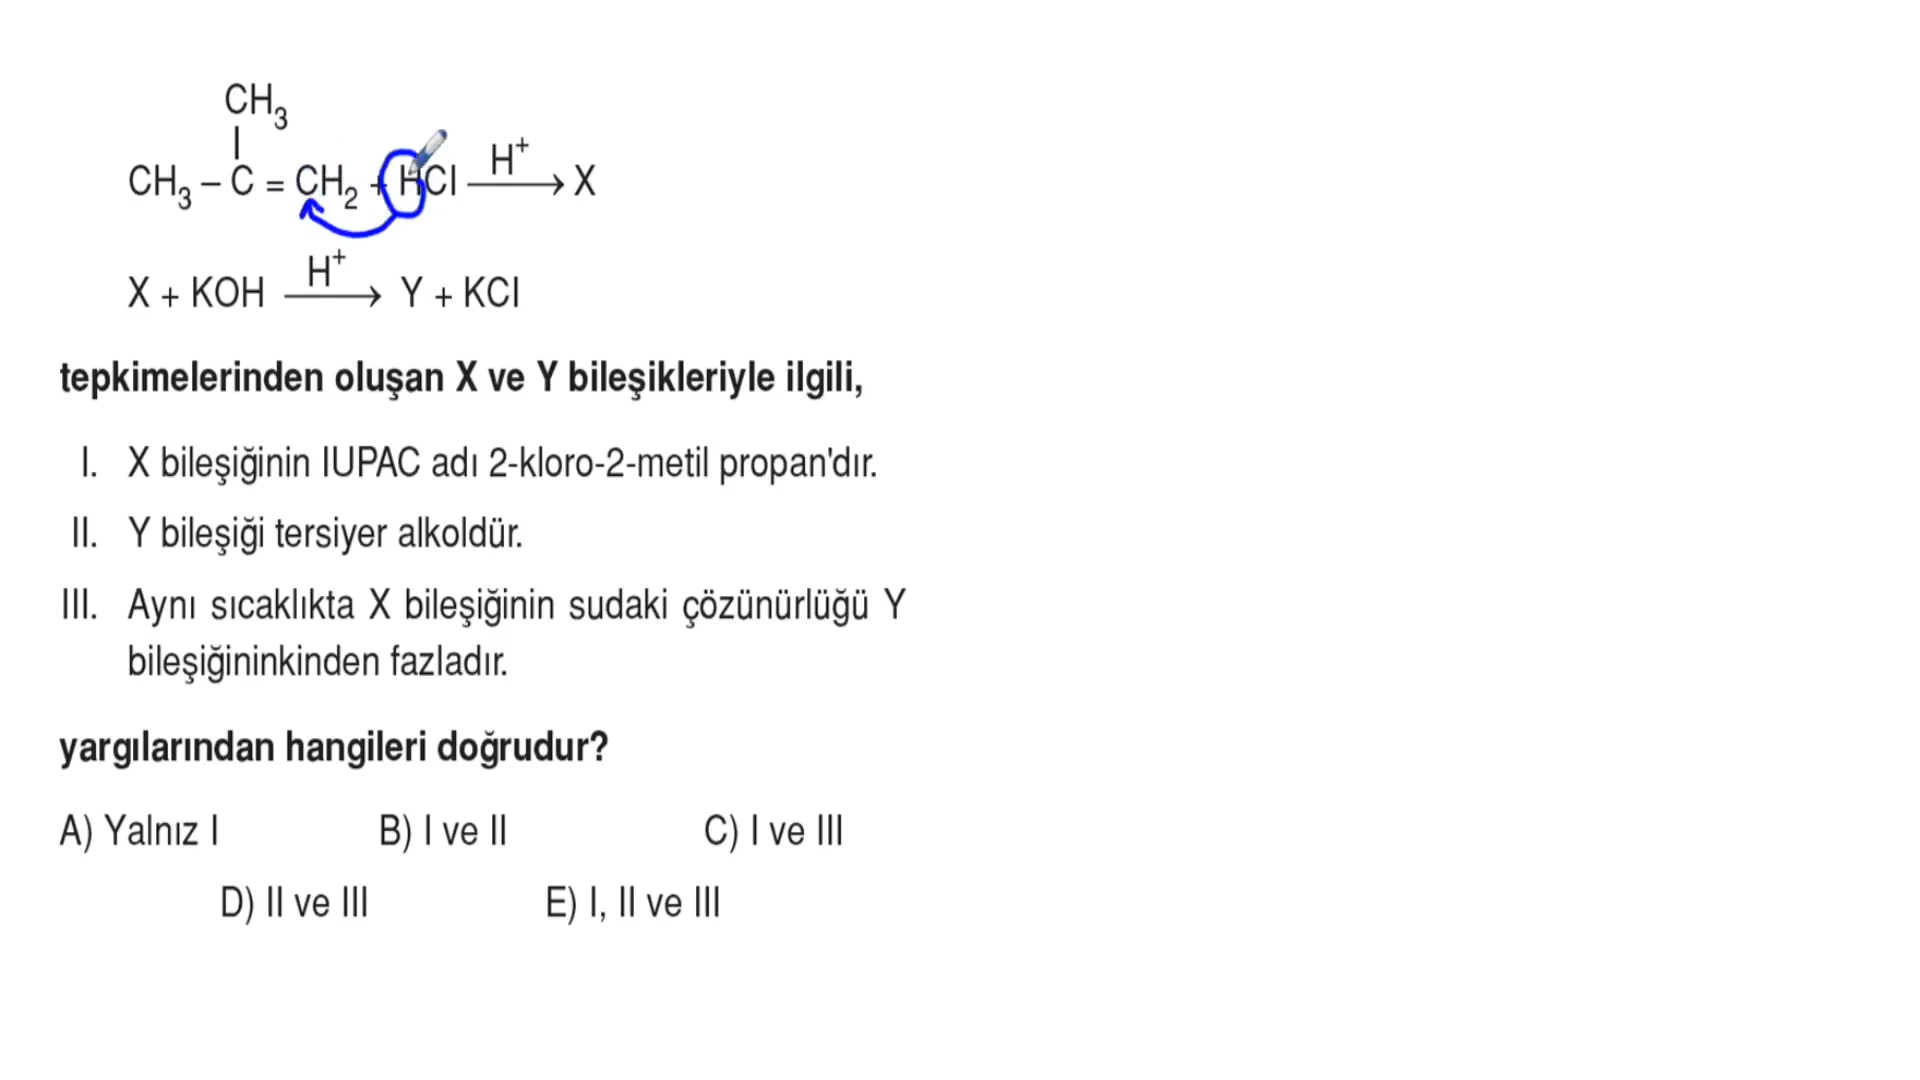 CH₃
|
CH₃ – C = CH₂ + HCl ⟶ X
H⁺
X + KOH ⟶ Y + KCl
H⁺
tepkimelerinden oluşan X ve Y bileşikleriyle ilgili,
I. X bileşiğinin IUPAC adı 2-kloro-2-metil propan'dır.
II. Y bileşiği tersiyer alkoldür.
III. Aynı sıcaklıkta X bileşiğinin sudaki çözünürlüğü Y
bileşiğininkinden fazladır.
yargılarından hangileri doğrudur?
A) Yalnız I B) I ve II C) I ve III
D) II ve III E) I, II ve III